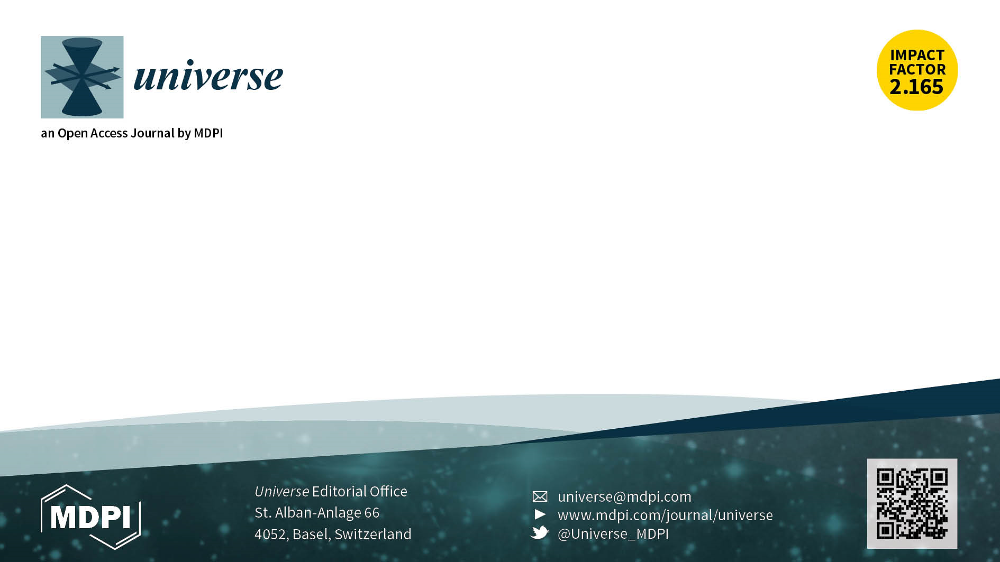 universe
an Open Access Journal by MDPI
IMPACT
FACTOR
2.165
MDPI
Universe Editorial Office
St. Alban-Anlage 66
4052, Basel, Switzerland
universe@mdpi.com
www.mdpi.com/journal/universe
@Universe_MDPI